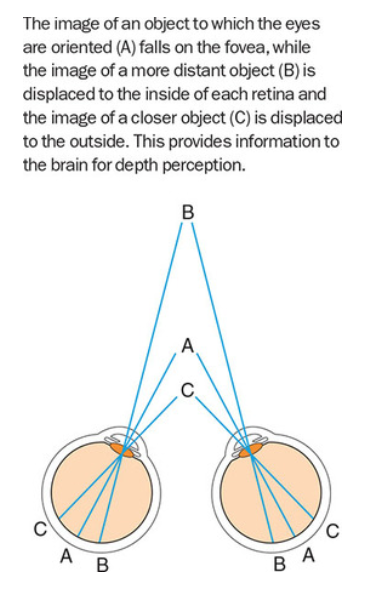 The image of an object to which the eyes
are oriented (A) falls on the fovea, while
the image of a more distant object (B) is
displaced to the inside of each retina and
the image of a closer object (C) is displaced
to the outside. This provides information to
the brain for depth perception.
B
A
C
C
A
B
B
A
C